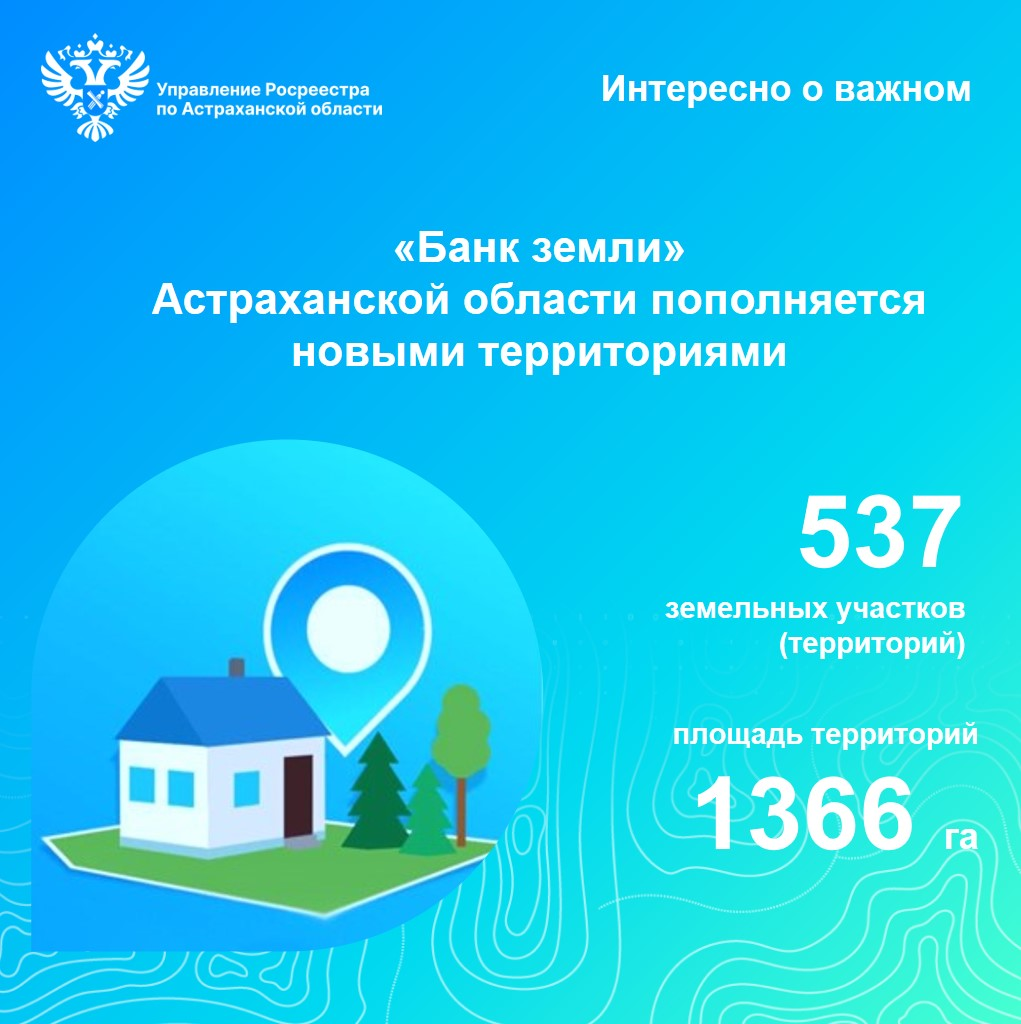 Управление Росреестра
по Астраханской области
Интересно о важном
«Банк земли»
Астраханской области пополняется
новыми территориями
537
земельных участков
(территорий)
площадь территорий
1366 га